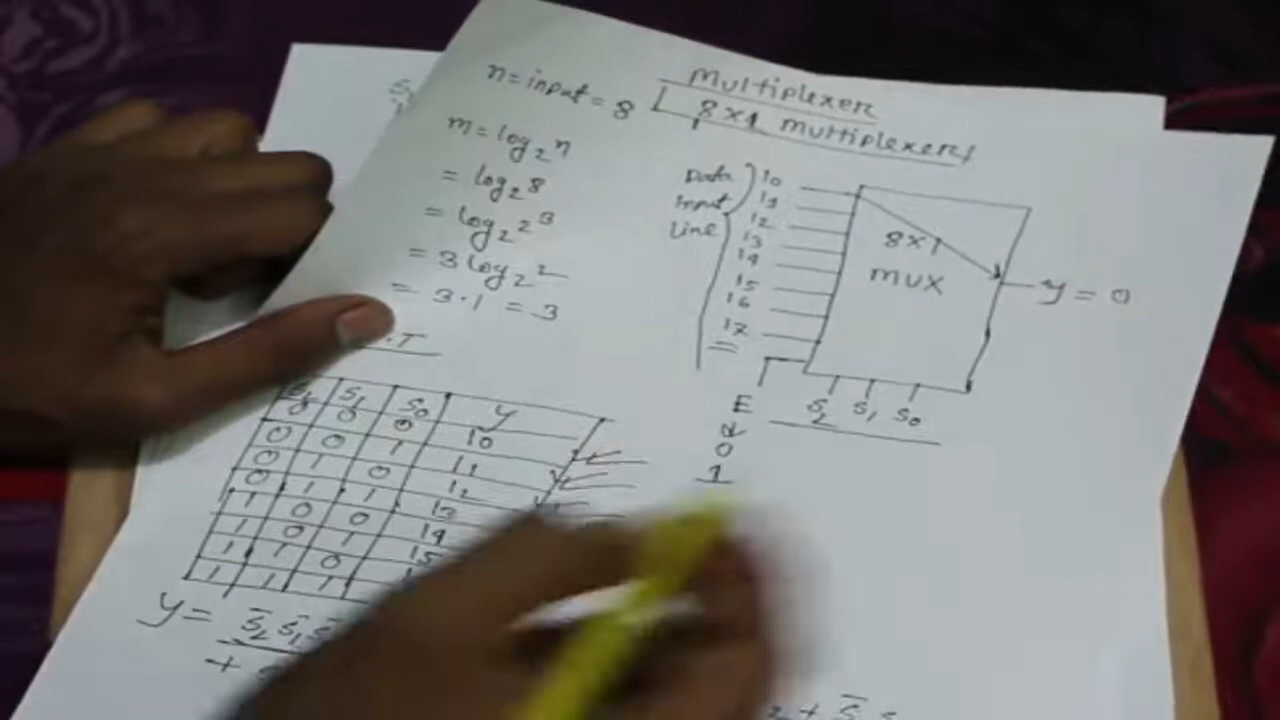 Multiplexer
8x1 multiplexer
n = input = 8
m = log₂n
= log₂8
= log₂2³
= 3 log₂2
= 3.1 = 3
Data
input
line
I0
I1
I2
I3
I4
I5
I6
I7
8x1
MUX
y = 0
E
0
1
S₂ S₁ S₀
.T
S₂ S₁ S₀ y
0 0 0 I0
0 0 1 I1
0 1 0 I2
0 1 1 I3
1 0 0 I4
1 0 1 I5
1 1 0
1 1 1
y = S̄₂ S̄₁
+
+ S̄